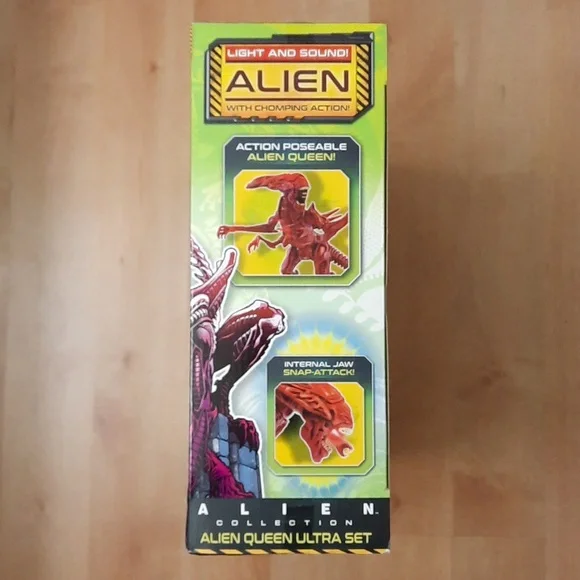 LIGHT AND SOUND!
ALIEN
WITH CHOMPING ACTION!
ACTION POSEABLE
ALIEN QUEEN!
INTERNAL JAW
SNAP-ATTACK!
ALIEN™
COLLECTION
ALIEN QUEEN ULTRA SET